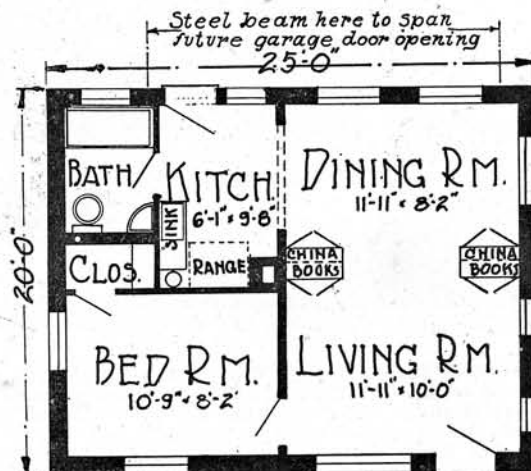 Steel beam here to span
future garage door opening
25'-0"
20'-0"
BATH
KITCH
6'-1" x 9'-8"
SINK
RANGE
CLOS.
DINING RM.
11'-11" x 8'-2"
CHINA
BOOKS
CHINA
BOOKS
BED RM.
10'-9" x 8'-2"
LIVING RM.
11'-11" x 10'-0"